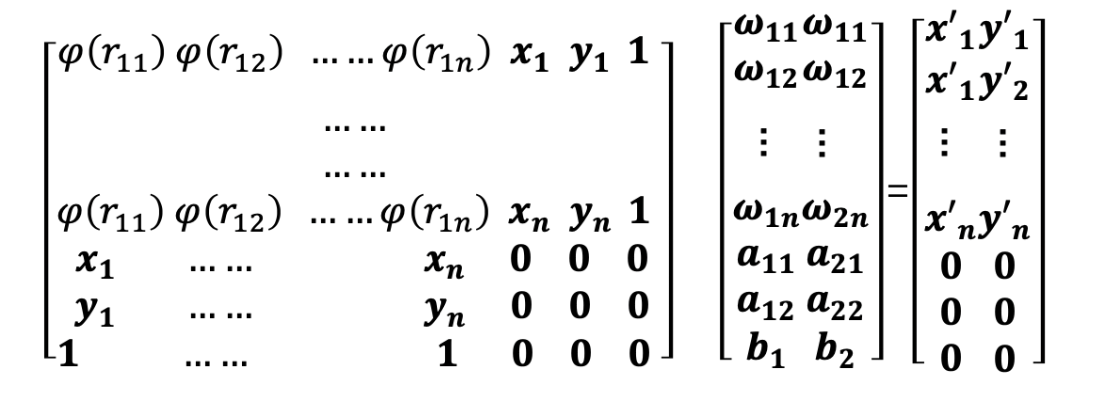 φ(r₁₁) φ(r₁₂) ... ... φ(r₁ₙ) x₁ y₁ 1 ω₁₁ ω₁₁ x′₁ y′₁
ω₁₂ ω₁₂ x′₁ y′₂
... ... ⋮ ⋮ = ⋮ ⋮
... ...
φ(r₁₁) φ(r₁₂) ... ... φ(r₁ₙ) xₙ yₙ 1 ω₁ₙ ω₂ₙ x′ₙ y′ₙ
x₁ ... ... xₙ 0 0 0 a₁₁ a₂₁ 0 0
y₁ ... ... yₙ 0 0 0 a₁₂ a₂₂ 0 0
1 ... ... 1 0 0 0 b₁ b₂ 0 0